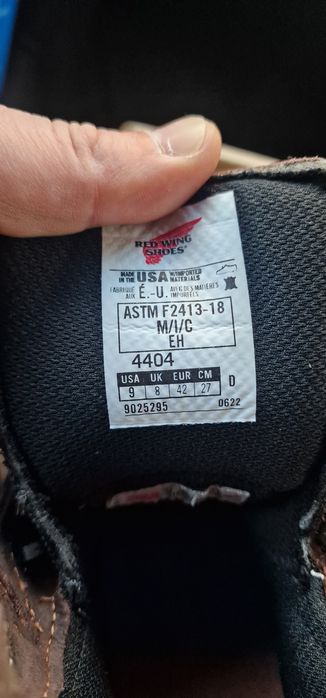 RED WING
SHOES®
MADE IN THE USA W/IMPORTED MATERIALS
FABRIQUÉ AUX É.-U. AVEC DES MATIÈRES IMPORTÉES
ASTM F2413-18
M/I/C
EH
4404
USA UK EUR CM
9 8 42 27 D
9025295 0622